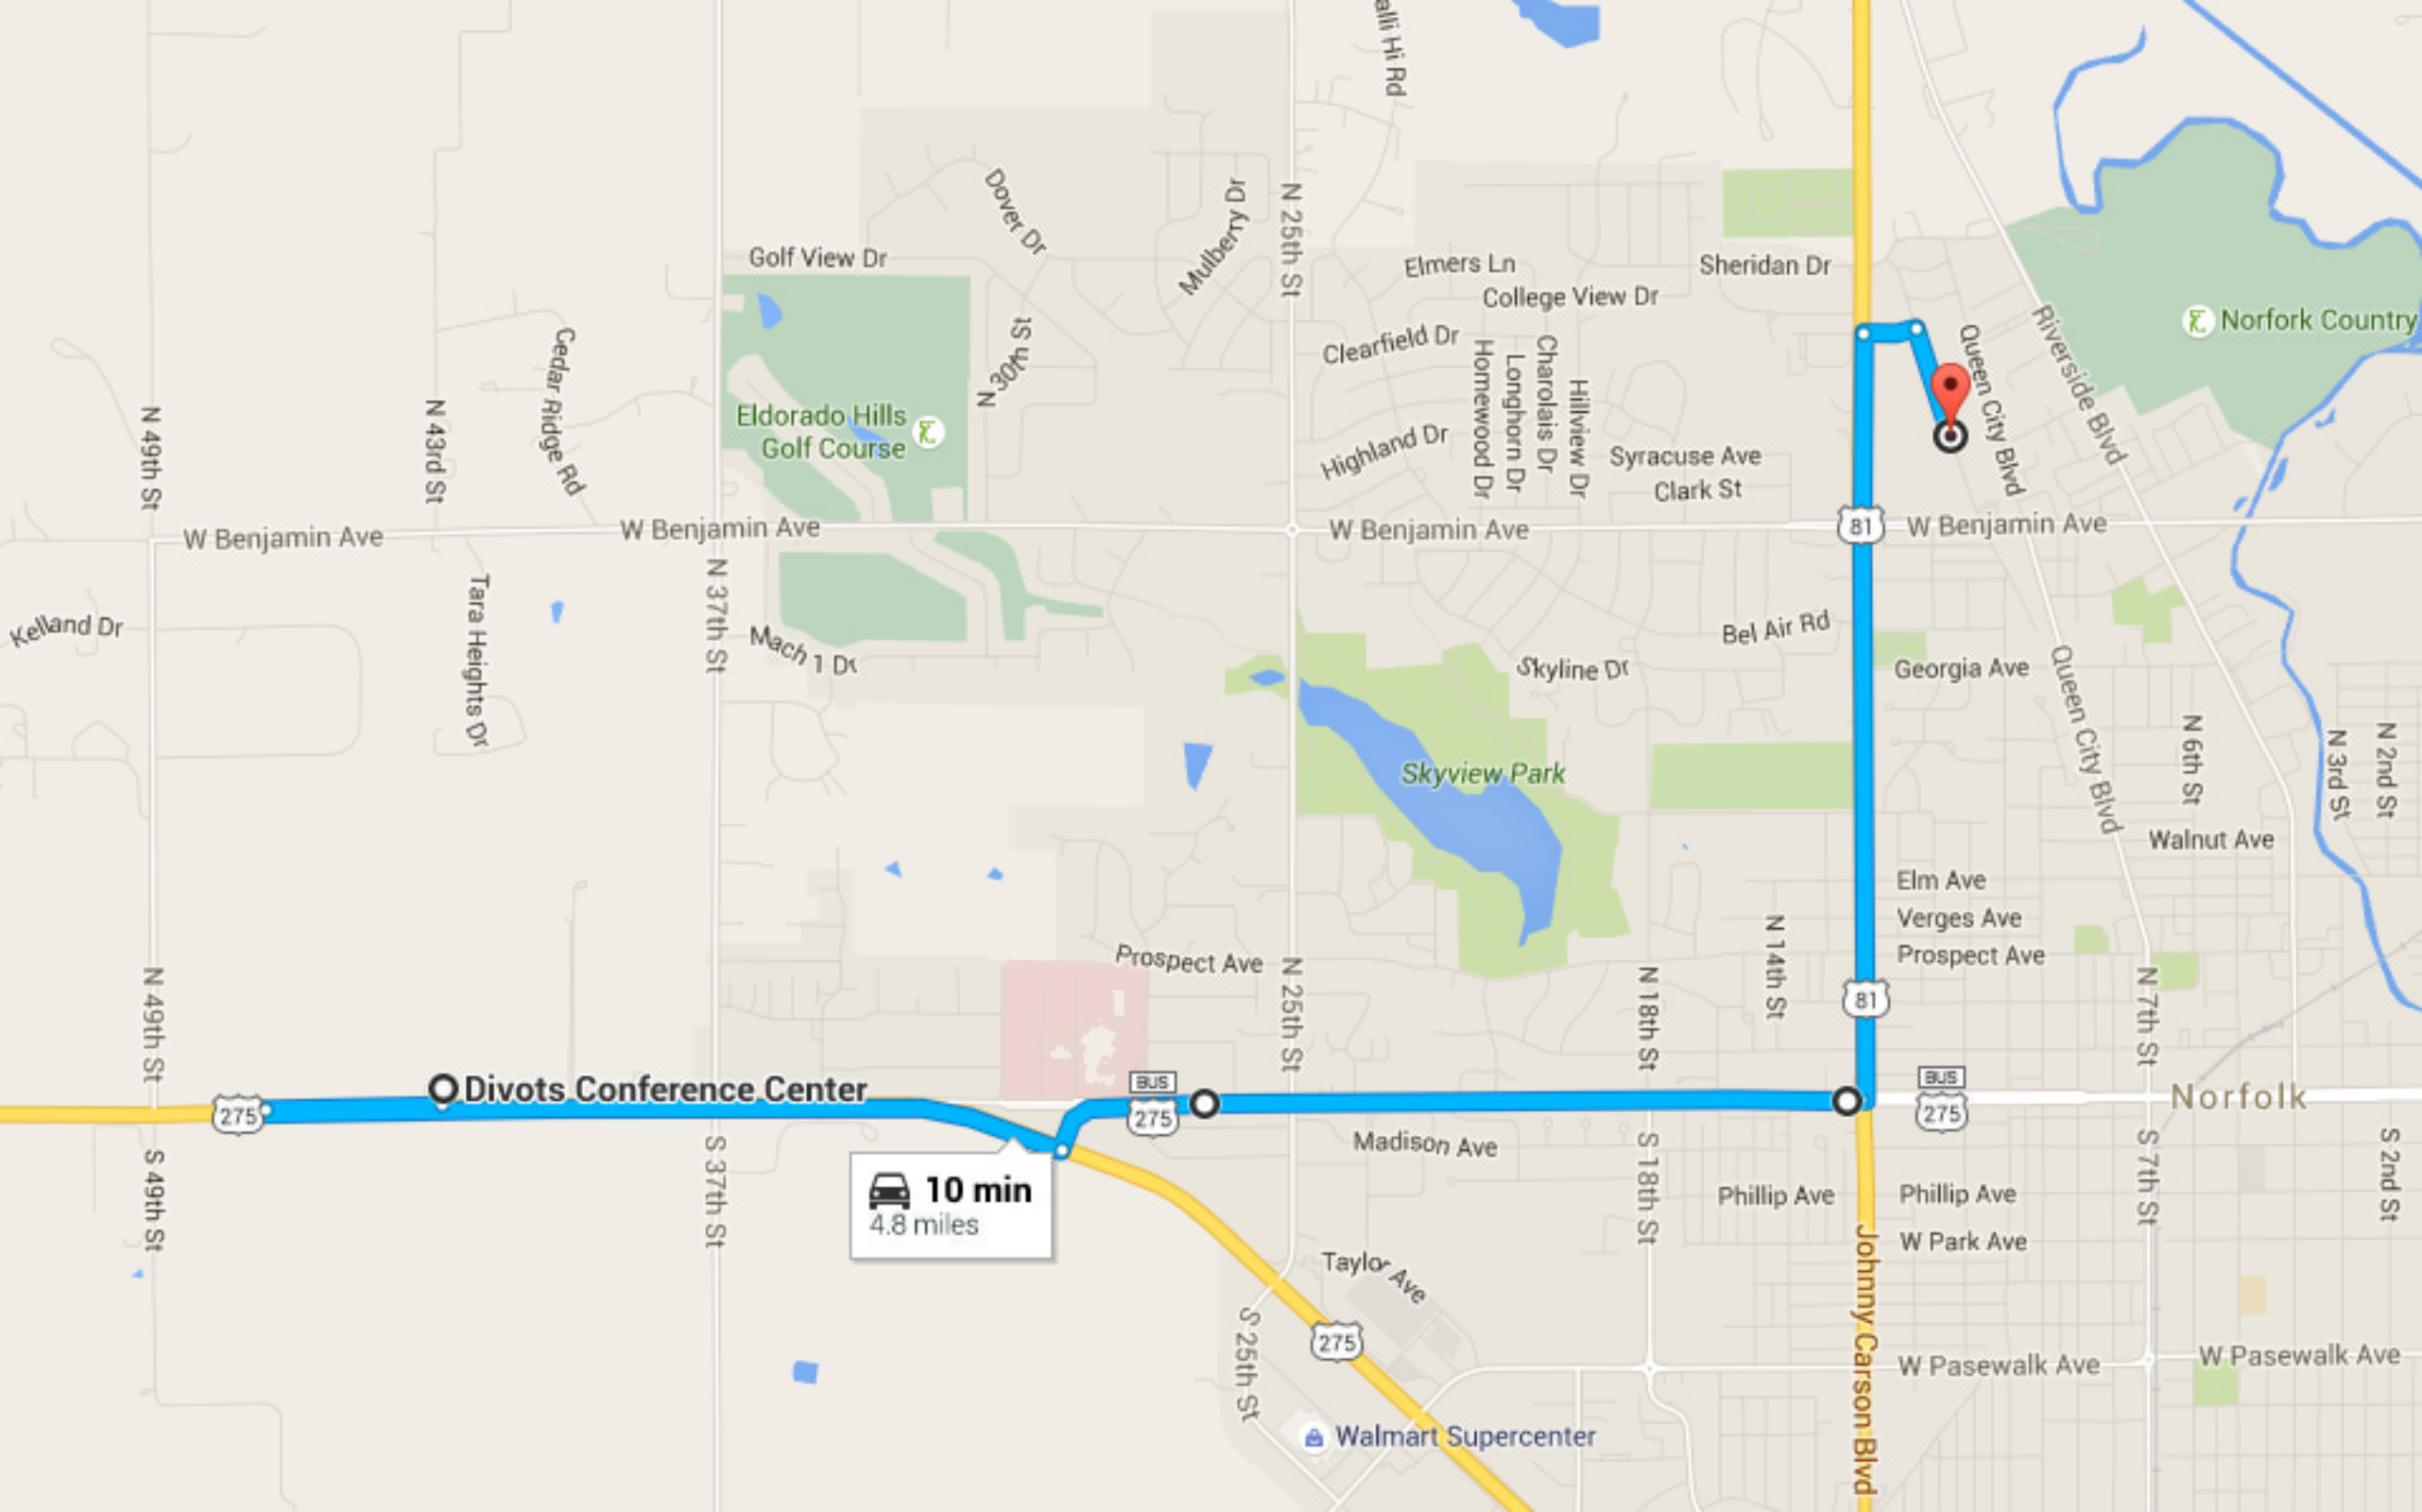 alli Hi Rd
N 25th St
Mulberry Dr
Dover Dr
Golf View Dr
Elmers Ln
Sheridan Dr
College View Dr
Clearfield Dr
Homewood Dr
Longhorn Dr
Charolais Dr
Hillview Dr
Highland Dr
Syracuse Ave
Clark St
Queen City Blvd
Riverside Blvd
Norfork Country
N 30th St
Cedar Ridge Rd
Eldorado Hills
Golf Course
N 49th St
N 43rd St
W Benjamin Ave
W Benjamin Ave
W Benjamin Ave
81
W Benjamin Ave
N 37th St
Tara Heights Dr
Kelland Dr
Mach 1 Dr
Bel Air Rd
Skyline Dr
Georgia Ave
Queen City Blvd
N 6th St
N 3rd St
N 2nd St
Skyview Park
Walnut Ave
Elm Ave
Verges Ave
Prospect Ave
N 14th St
Prospect Ave
N 25th St
N 18th St
81
N 7th St
N 49th St
275
Divots Conference Center
BUS
275
BUS
275
Norfolk
S 49th St
S 37th St
10 min
4.8 miles
Madison Ave
S 18th St
Phillip Ave
Phillip Ave
S 7th St
S 2nd St
W Park Ave
Taylor Ave
S 25th St
275
Johnny Carson Blvd
W Pasewalk Ave
W Pasewalk Ave
Walmart Supercenter